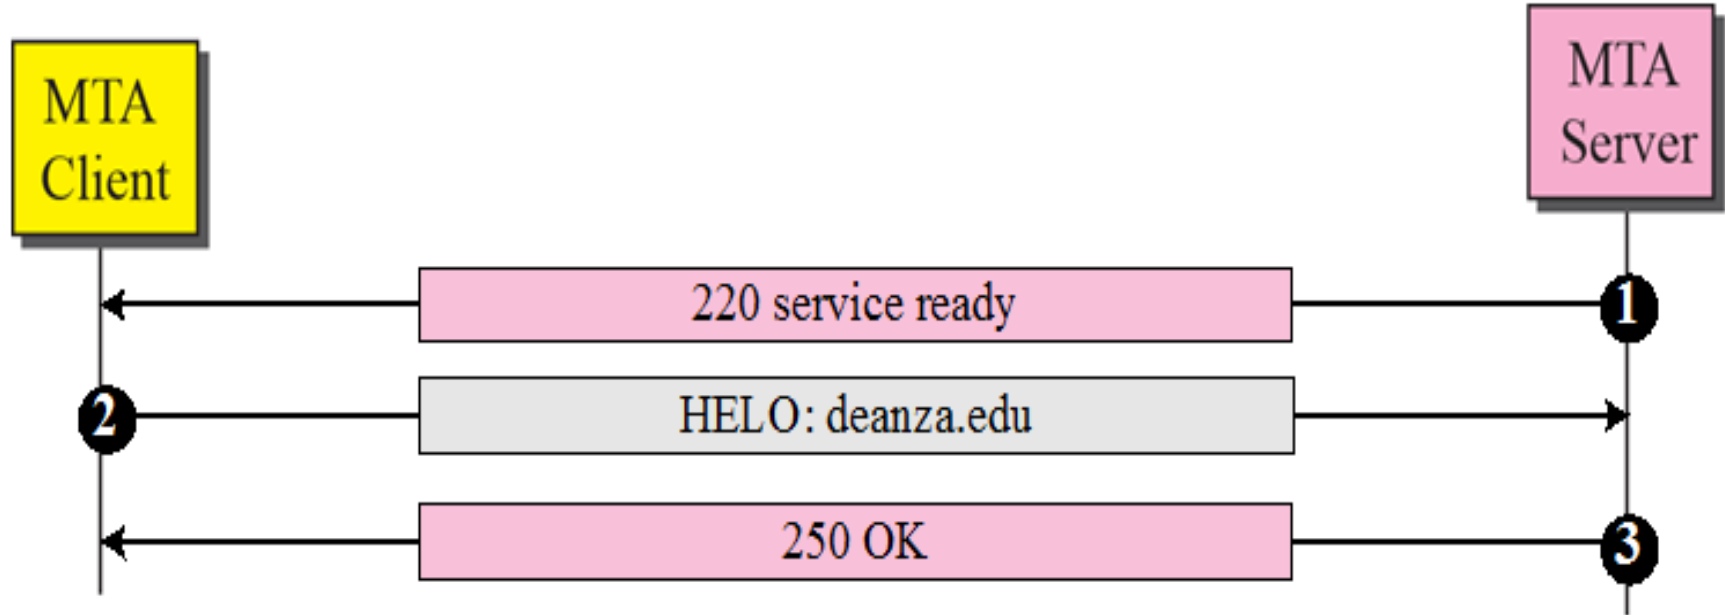 MTA
Client
MTA
Server
220 service ready
1
2
HELO: deanza.edu
250 OK
3